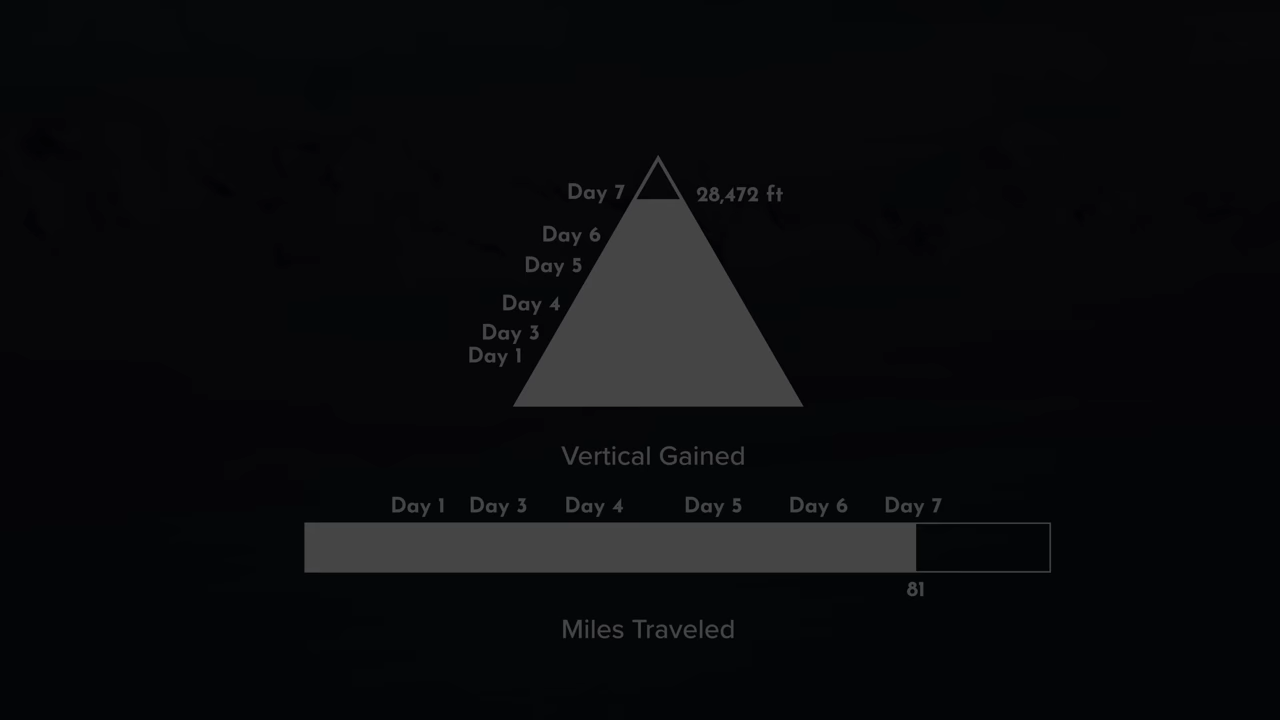 Day 7
28,472 ft
Day 6
Day 5
Day 4
Day 3
Day 1
Vertical Gained
Day 1 Day 3 Day 4 Day 5 Day 6 Day 7
81
Miles Traveled